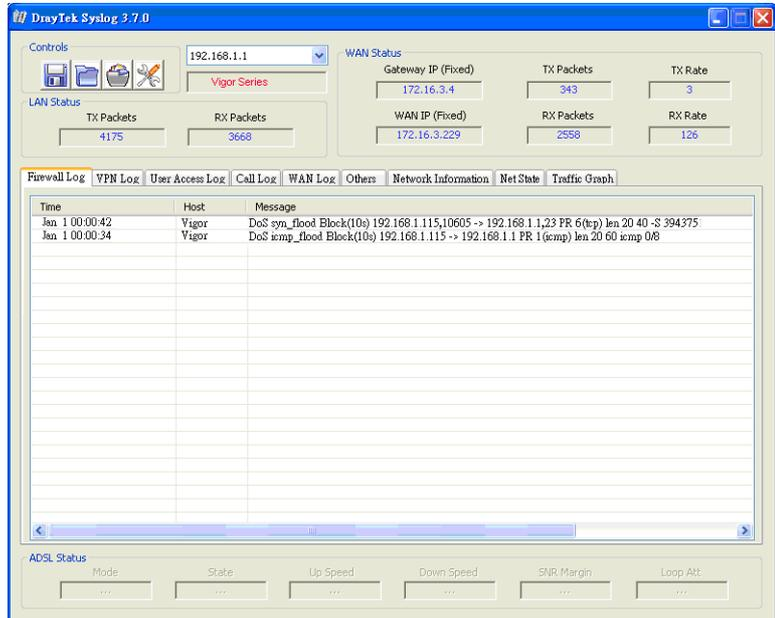 DrayTek Syslog 3.7.0
Controls
192.168.1.1
Vigor Series
LAN Status
TX Packets
RX Packets
4175
3668
WAN Status
Gateway IP (Fixed)
TX Packets
TX Rate
172.16.3.4
343
3
WAN IP (Fixed)
RX Packets
RX Rate
172.16.3.229
2558
126
Firewall Log VPN Log User Access Log Call Log WAN Log Others Network Information Net State Traffic Graph
Time Host Message
Jan 1 00:00:42 Vigor DoS syn_flood Block(10s) 192.168.1.115,10605 -> 192.168.1.1,23 PR 6(tcp) len 20 40 -S 394375
Jan 1 00:00:34 Vigor DoS icmp_flood Block(10s) 192.168.1.115 -> 192.168.1.1 PR 1(icmp) len 20 60 icmp 0/8
ADSL Status
Mode State Up Speed Down Speed SNR Margin Loop Att
... ... ... ... ... ...